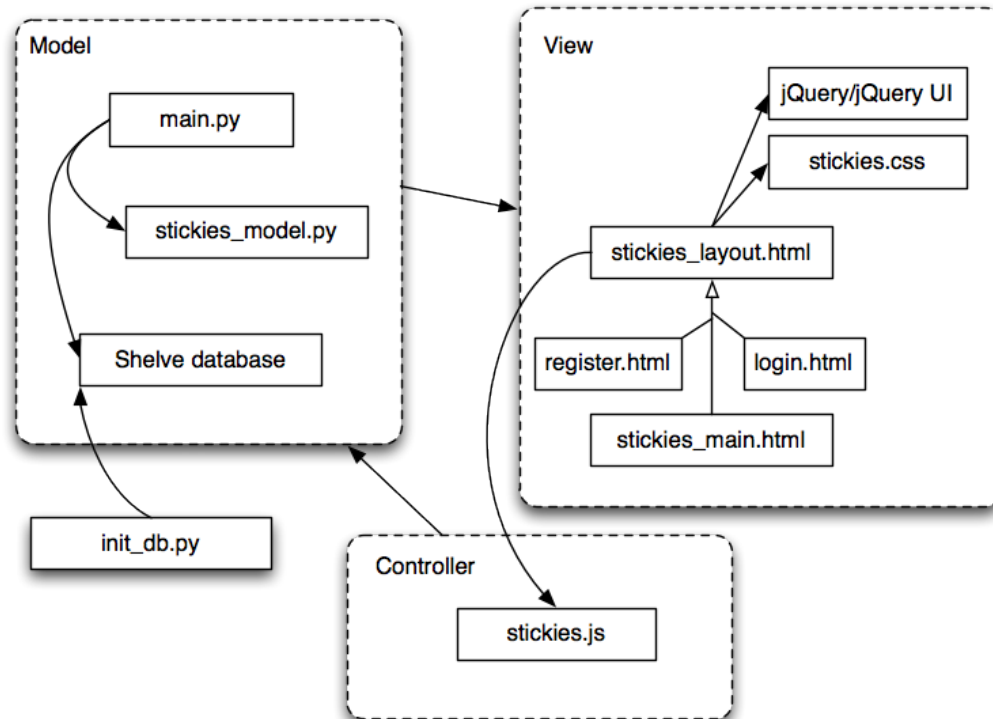 Model
main.py
stickies_model.py
Shelve database
init_db.py
View
jQuery/jQuery UI
stickies.css
stickies_layout.html
register.html
login.html
stickies_main.html
Controller
stickies.js